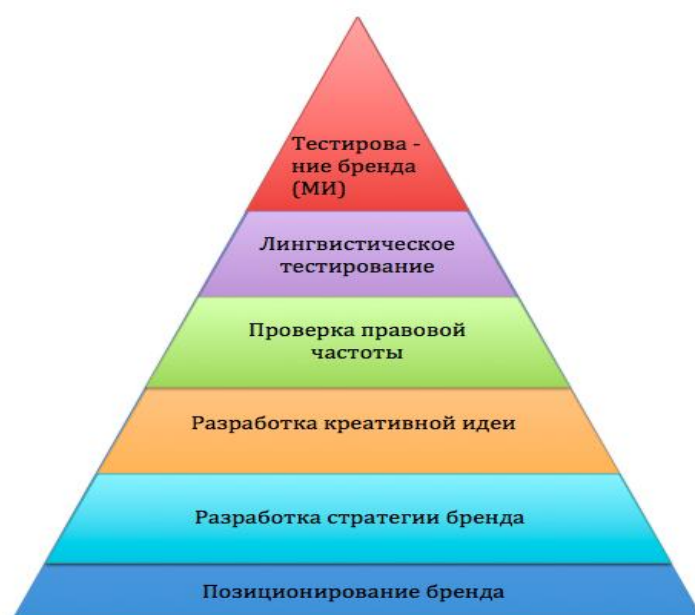 Тестирова -
ние бренда
(МИ)
Лингвистическое
тестирование
Проверка правовой
частоты
Разработка креативной идеи
Разработка стратегии бренда
Позиционирование бренда